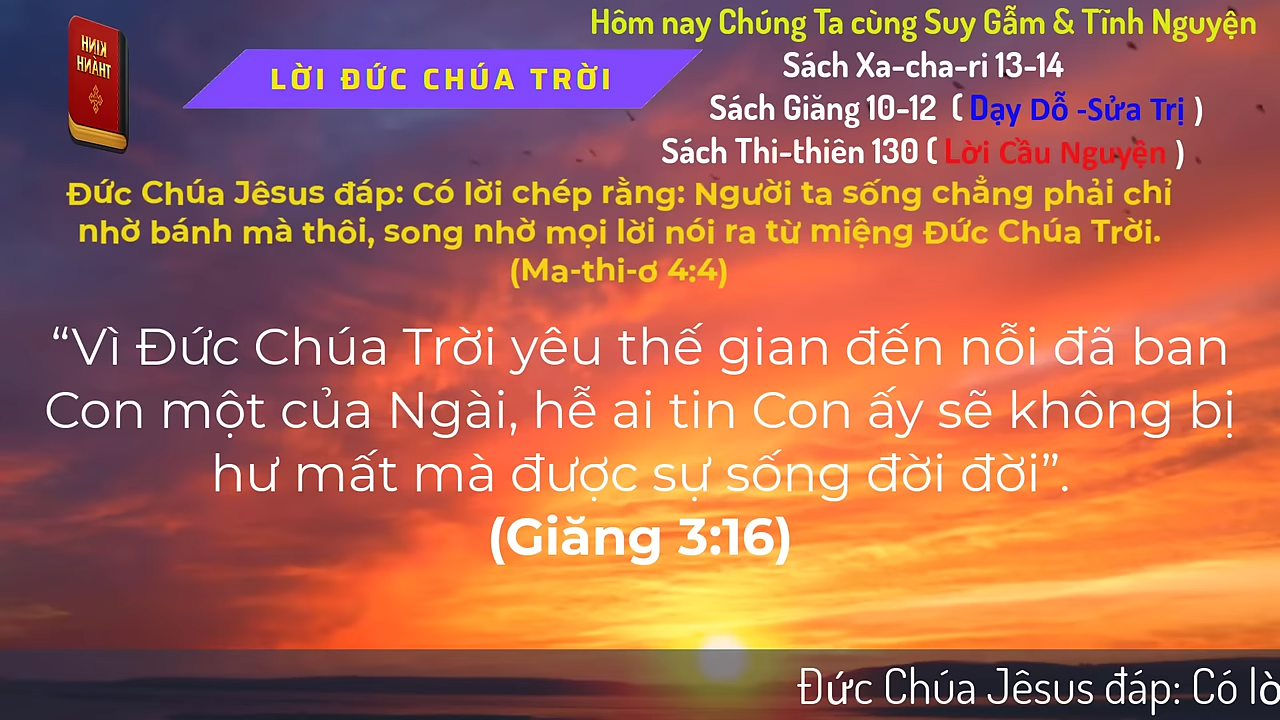 KINH
THÁNH
LỜI ĐỨC CHÚA TRỜI
Hôm nay Chúng Ta cùng Suy Gẫm & Tĩnh Nguyện
Sách Xa-cha-ri 13-14
Sách Giăng 10-12 ( Dạy Dỗ -Sửa Trị )
Sách Thi-thiên 130 ( Lời Cầu Nguyện )
Đức Chúa Jêsus đáp: Có lời chép rằng: Người ta sống chẳng phải chỉ
nhờ bánh mà thôi, song nhờ mọi lời nói ra từ miệng Đức Chúa Trời.
(Ma-thi-ơ 4:4)
“Vì Đức Chúa Trời yêu thế gian đến nỗi đã ban
Con một của Ngài, hễ ai tin Con ấy sẽ không bị
hư mất mà được sự sống đời đời”.
(Giăng 3:16)
Đức Chúa Jêsus đáp: Có lờ